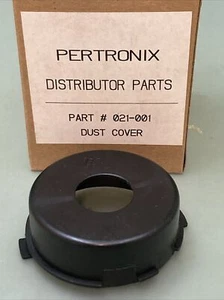 PERTRONIX
DISTRIBUTOR PARTS
PART # 021-001
DUST COVER